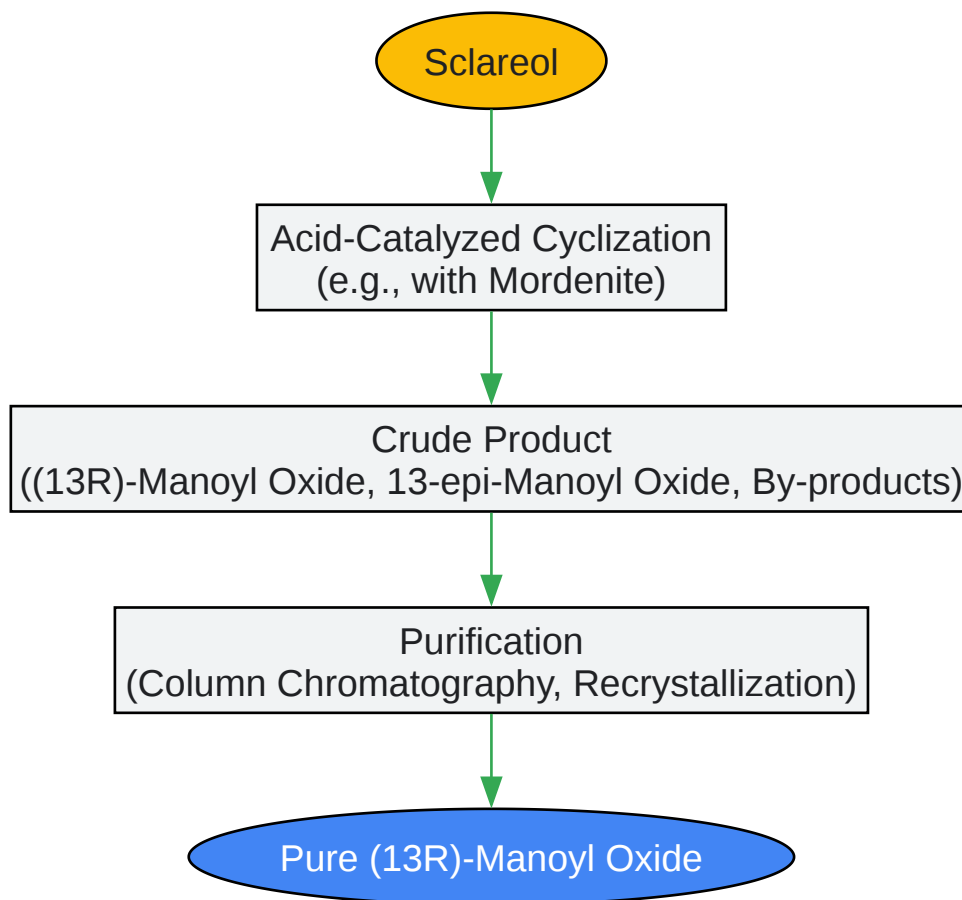 Sclareol
Acid-Catalyzed Cyclization
(e.g., with Mordenite)
Crude Product
((13R)-Manoyl Oxide, 13-epi-Manoyl Oxide, By-products)
Purification
(Column Chromatography, Recrystallization)
Pure (13R)-Manoyl Oxide